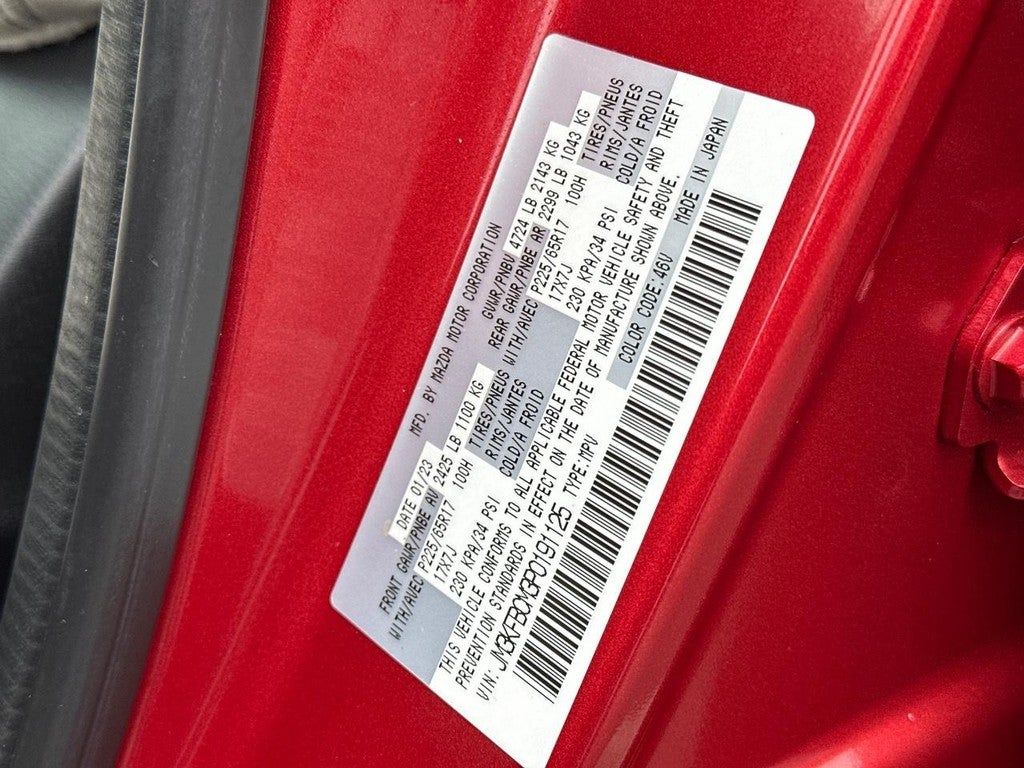 MFD. BY MAZDA MOTOR CORPORATION
DATE 01/23 GVWR/PNBV 4724 LB 2143 KG
FRONT GAWR/PNBE AV 2425 LB 1100 KG REAR GAWR/PNBE AR 2299 LB 1043 KG
WITH/AVEC P225/65R17 100H TIRES/PNEUS WITH/AVEC P225/65R17 100H TIRES/PNEUS
17X7J RIMS/JANTES 17X7J RIMS/JANTES
230 KPA/34 PSI COLD/A FROID 230 KPA/34 PSI COLD/A FROID
THIS VEHICLE CONFORMS TO ALL APPLICABLE FEDERAL MOTOR VEHICLE SAFETY AND THEFT
PREVENTION STANDARDS IN EFFECT ON THE DATE OF MANUFACTURE SHOWN ABOVE.
VIN: JM3KFBCM3P0191125 TYPE:MPV COLOR CODE:46V MADE IN JAPAN